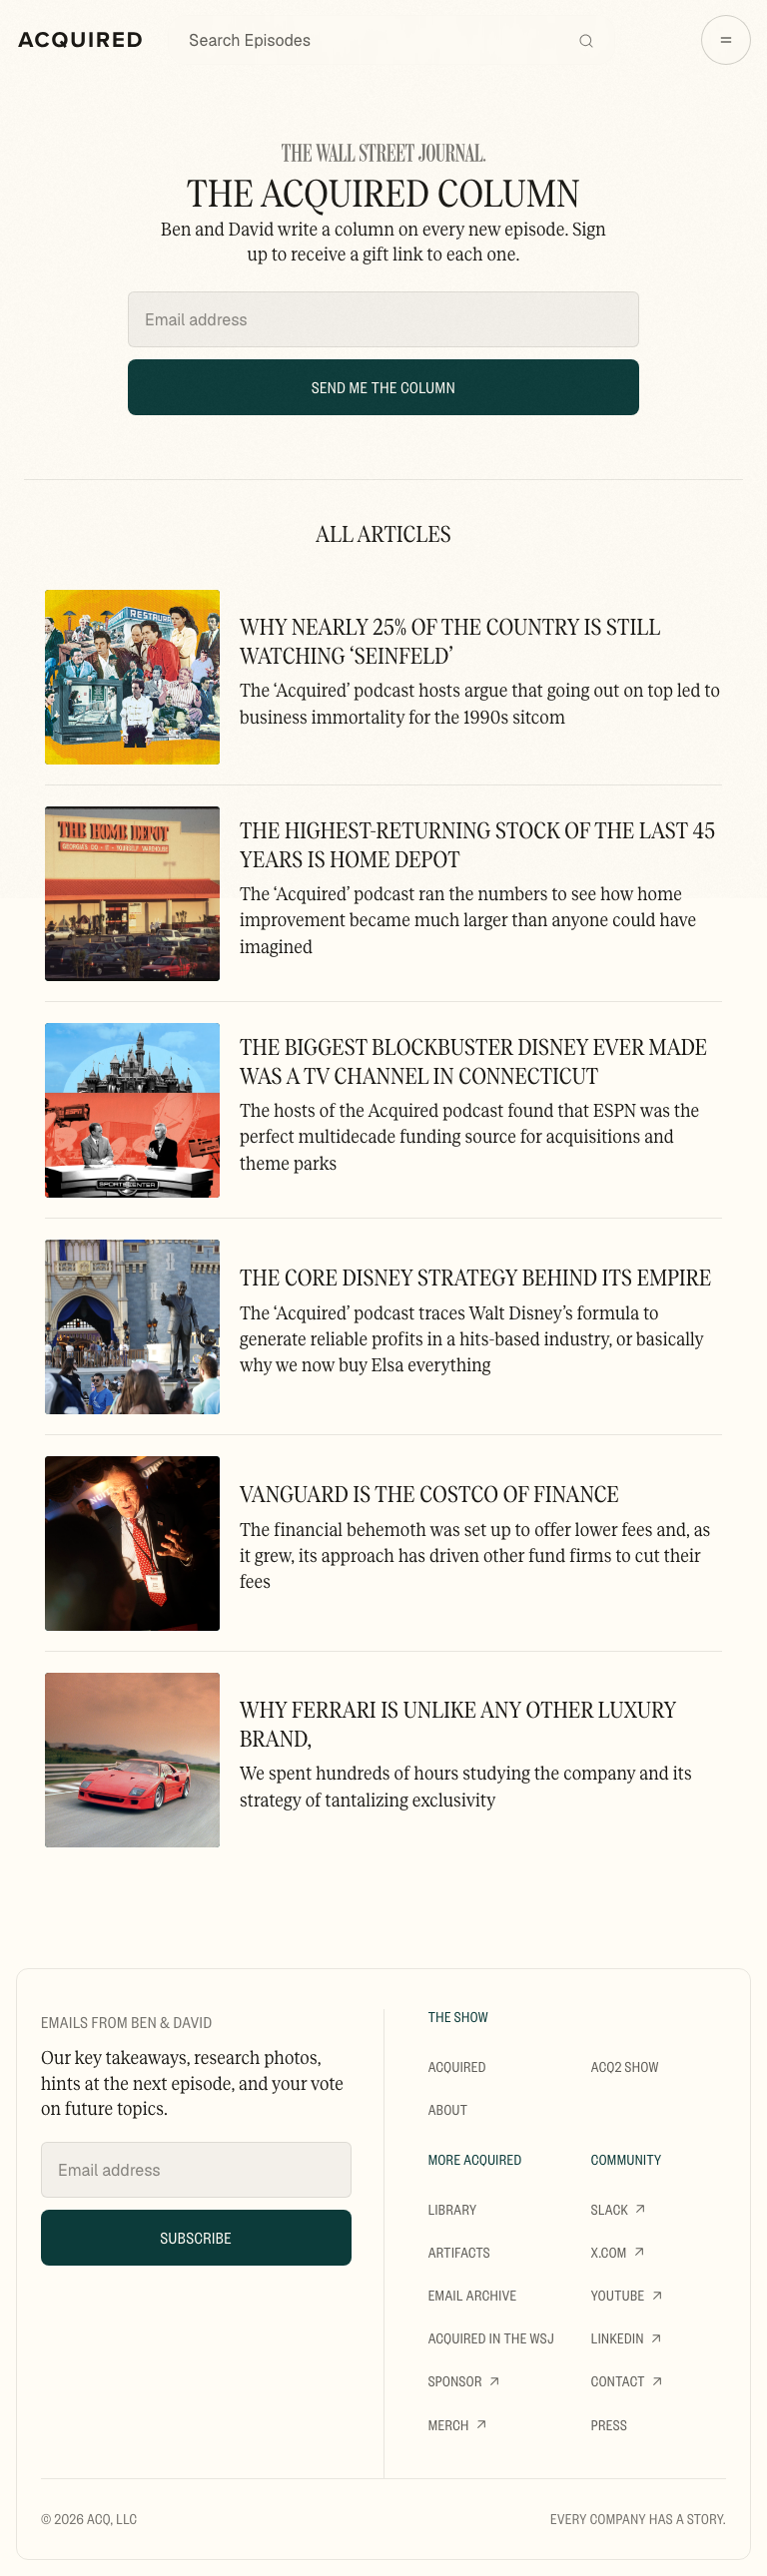 ACQUIRED
Search Episodes
THE WALL STREET JOURNAL.
THE ACQUIRED COLUMN
Ben and David write a column on every new episode. Sign
up to receive a gift link to each one.
Email address
SEND ME THE COLUMN
ALL ARTICLES
RESTAURANT
WHY NEARLY 25% OF THE COUNTRY IS STILL
WATCHING ‘SEINFELD’
The ‘Acquired’ podcast hosts argue that going out on top led to
business immortality for the 1990s sitcom
THE HOME DEPOT
GEORGIA'S DO-IT-YOURSELF WAREHOUSE
THE HIGHEST-RETURNING STOCK OF THE LAST 45
YEARS IS HOME DEPOT
The ‘Acquired’ podcast ran the numbers to see how home
improvement became much larger than anyone could have
imagined
ESPN
SPORTSCENTER
THE BIGGEST BLOCKBUSTER DISNEY EVER MADE
WAS A TV CHANNEL IN CONNECTICUT
The hosts of the Acquired podcast found that ESPN was the
perfect multidecade funding source for acquisitions and
theme parks
THE CORE DISNEY STRATEGY BEHIND ITS EMPIRE
The ‘Acquired’ podcast traces Walt Disney’s formula to
generate reliable profits in a hits-based industry, or basically
why we now buy Elsa everything
VANGUARD IS THE COSTCO OF FINANCE
The financial behemoth was set up to offer lower fees and, as
it grew, its approach has driven other fund firms to cut their
fees
WHY FERRARI IS UNLIKE ANY OTHER LUXURY
BRAND,
We spent hundreds of hours studying the company and its
strategy of tantalizing exclusivity
EMAILS FROM BEN & DAVID
Our key takeaways, research photos,
hints at the next episode, and your vote
on future topics.
Email address
SUBSCRIBE
THE SHOW
ACQUIRED
ACQ2 SHOW
ABOUT
MORE ACQUIRED
LIBRARY
ARTIFACTS
EMAIL ARCHIVE
ACQUIRED IN THE WSJ
SPONSOR
MERCH
COMMUNITY
SLACK
X.COM
YOUTUBE
LINKEDIN
CONTACT
PRESS
© 2026 ACQ, LLC
EVERY COMPANY HAS A STORY.